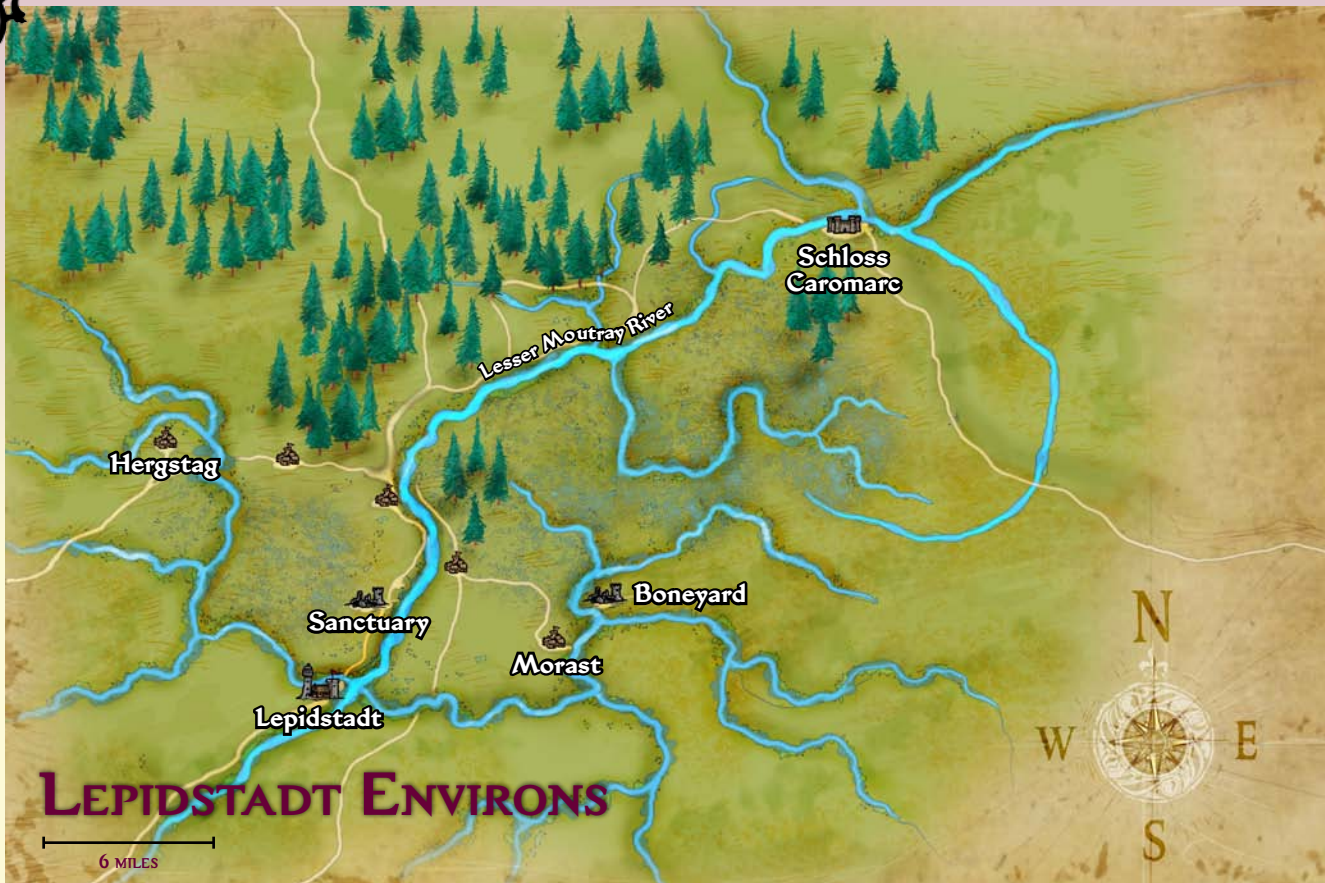 Schloss
Caromarc
Lesser Moutray River
Hergstag
Boneyard
Sanctuary
Morast
Lepidstadt
N
W
E
S
Lepidstadt Environs
6 miles